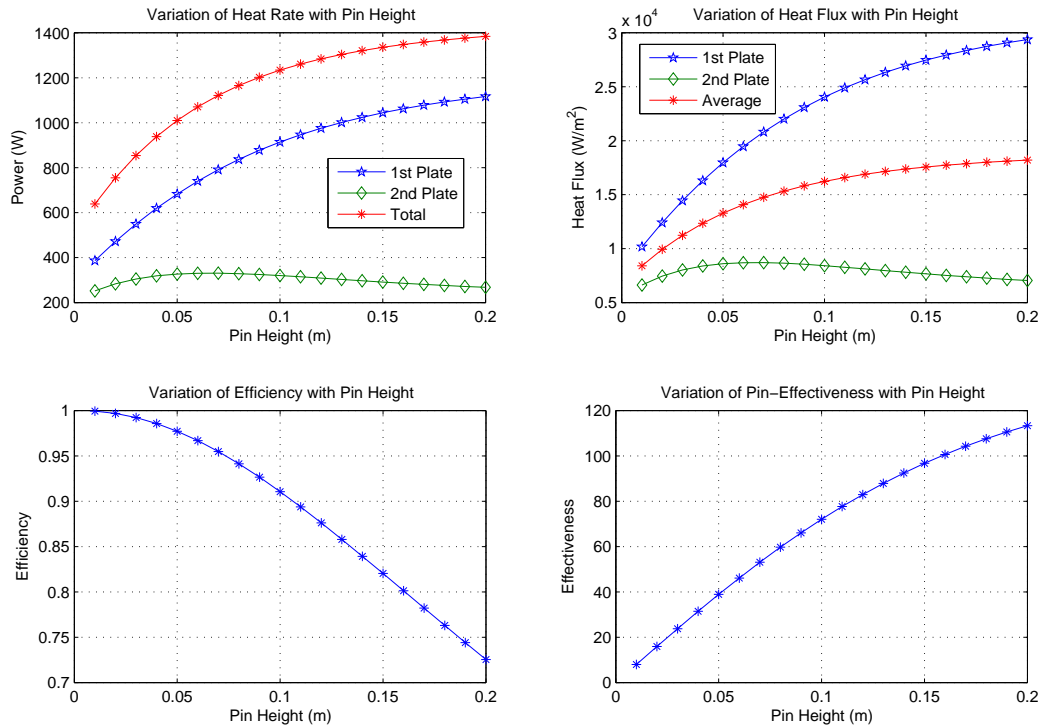 Variation of Heat Rate with Pin Height
1400
1200
1000
800
600
400
200
Power (W)
1st Plate
2nd Plate
Total
0
0.05
0.1
0.15
0.2
Pin Height (m)
Variation of Heat Flux with Pin Height
x 10^4
3
2.5
2
1.5
1
0.5
Heat Flux (W/m^2)
1st Plate
2nd Plate
Average
0
0.05
0.1
0.15
0.2
Pin Height (m)
Variation of Efficiency with Pin Height
1
0.95
0.9
0.85
0.8
0.75
0.7
Efficiency
0
0.05
0.1
0.15
0.2
Pin Height (m)
Variation of Pin−Effectiveness with Pin Height
120
100
80
60
40
20
0
Effectiveness
0
0.05
0.1
0.15
0.2
Pin Height (m)